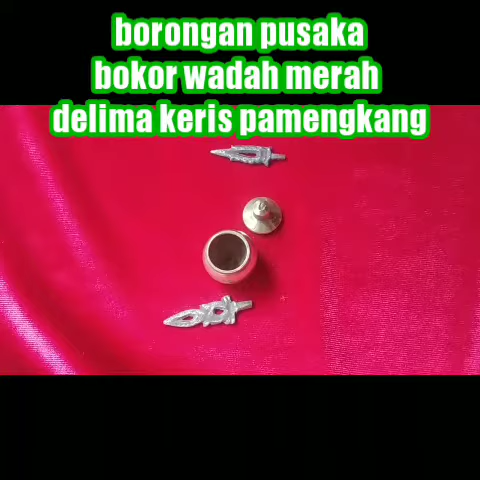 borongan pusaka
bokor wadah merah
delima keris pamengkang